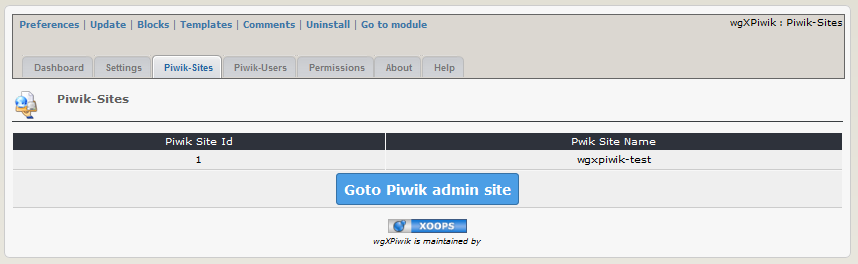 Preferences | Update | Blocks | Templates | Comments | Uninstall | Go to module
wgXPiwik : Piwik-Sites
Dashboard Settings Piwik-Sites Piwik-Users Permissions About Help
Piwik-Sites
Piwik Site Id Pwik Site Name
1 wgxpiwik-test
Goto Piwik admin site
XOOPS
wgXPiwik is maintained by